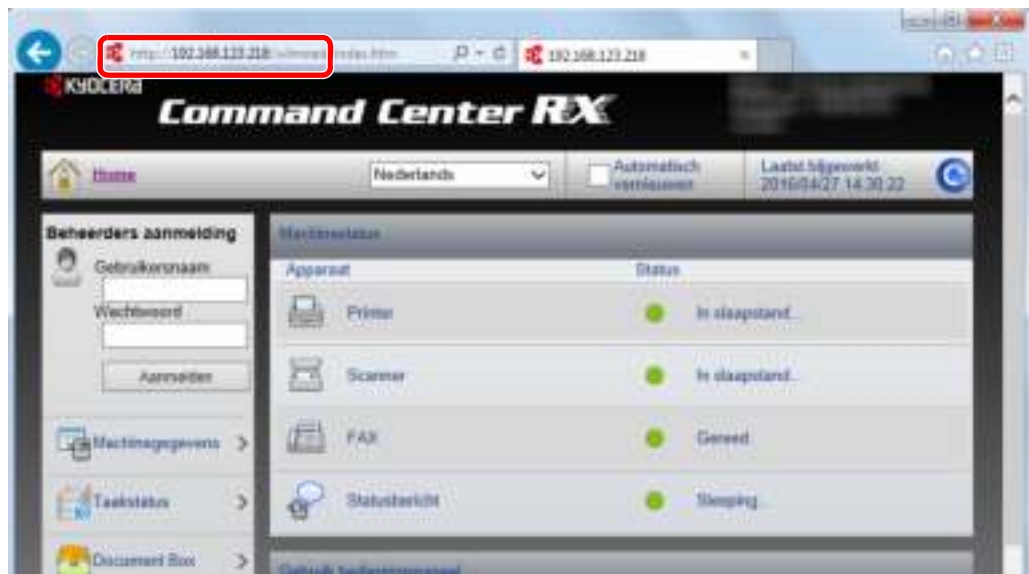 http://192.168.123.218/
192.168.123.218
KYOCERA
Command Center RX
Home
Nederlands
Automatisch vernieuwen
Laatst bijgewerkt
2016/04/27 14:30:22
Beheerders aanmelding
Gebruikersnaam
Wachtwoord
Aanmelden
Machinegegevens
Taakstatus
Document Box
Machinestatus
Apparaat Status
Printer In slaapstand...
Scanner In slaapstand...
FAX Gereed.
Statusbericht Sleeping...
Gebruik bedieningspaneel